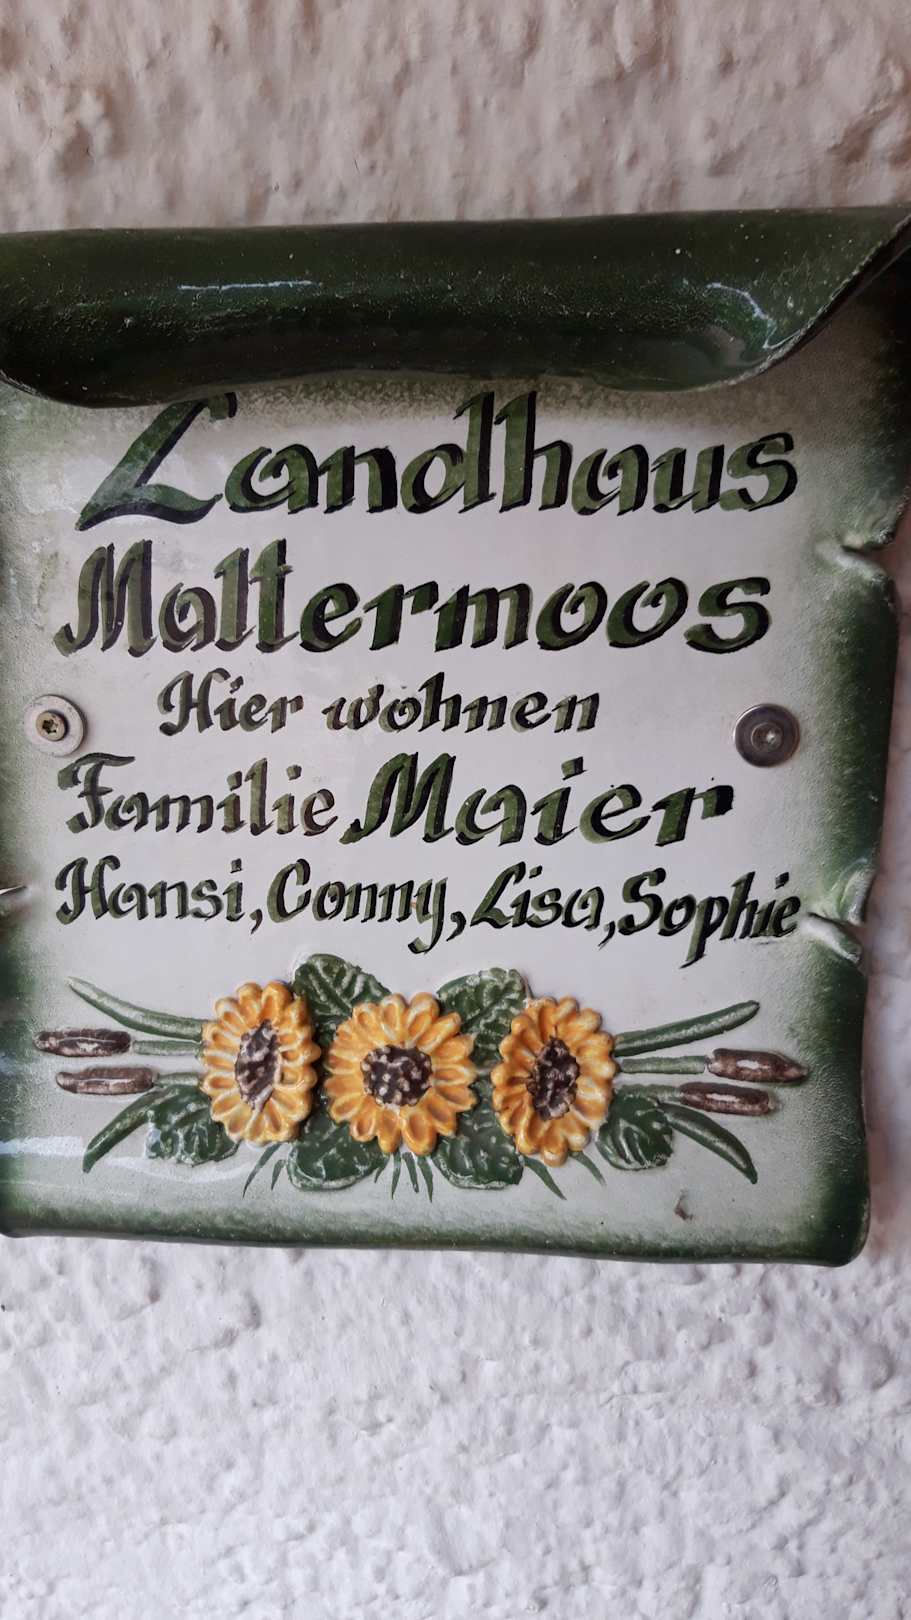 Landhaus
Maltermoos
Hier wohnen
Familie Maier
Hansi, Conny, Lisa, Sophie